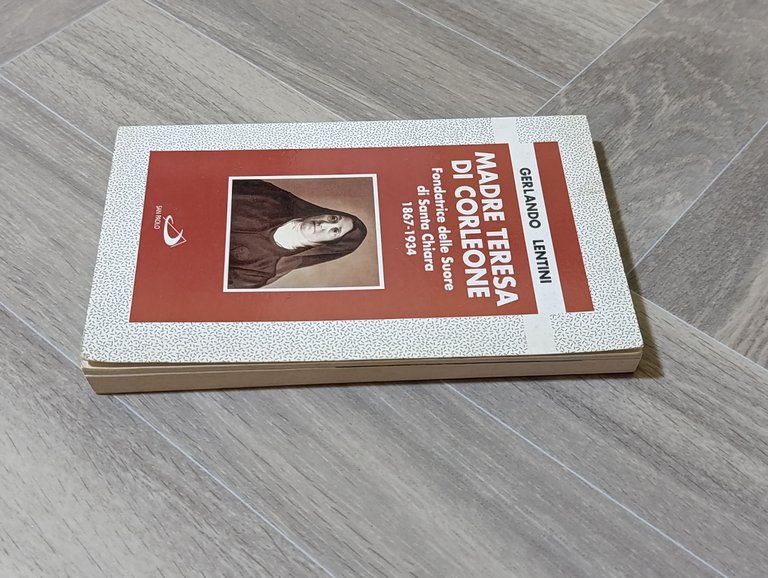 GERLANDO LENTINI
MADRE TERESA
DI CORLEONE
Fondatrice delle Suore
di Santa Chiara
1867-1934
SAN PAOLO